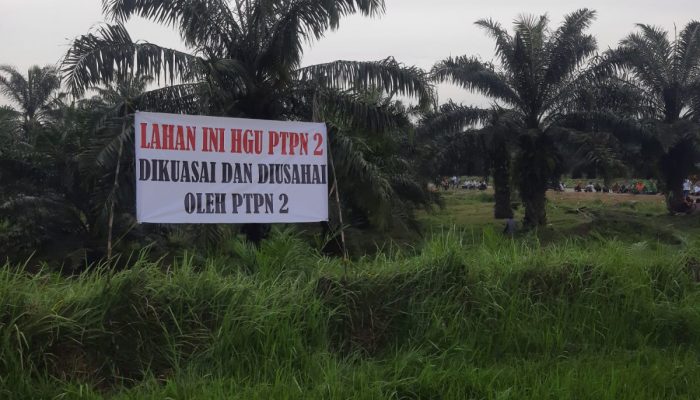 LAHAN INI HGU PTPN 2
DIKUASAI DAN DIUSAHAI
OLEH PTPN 2